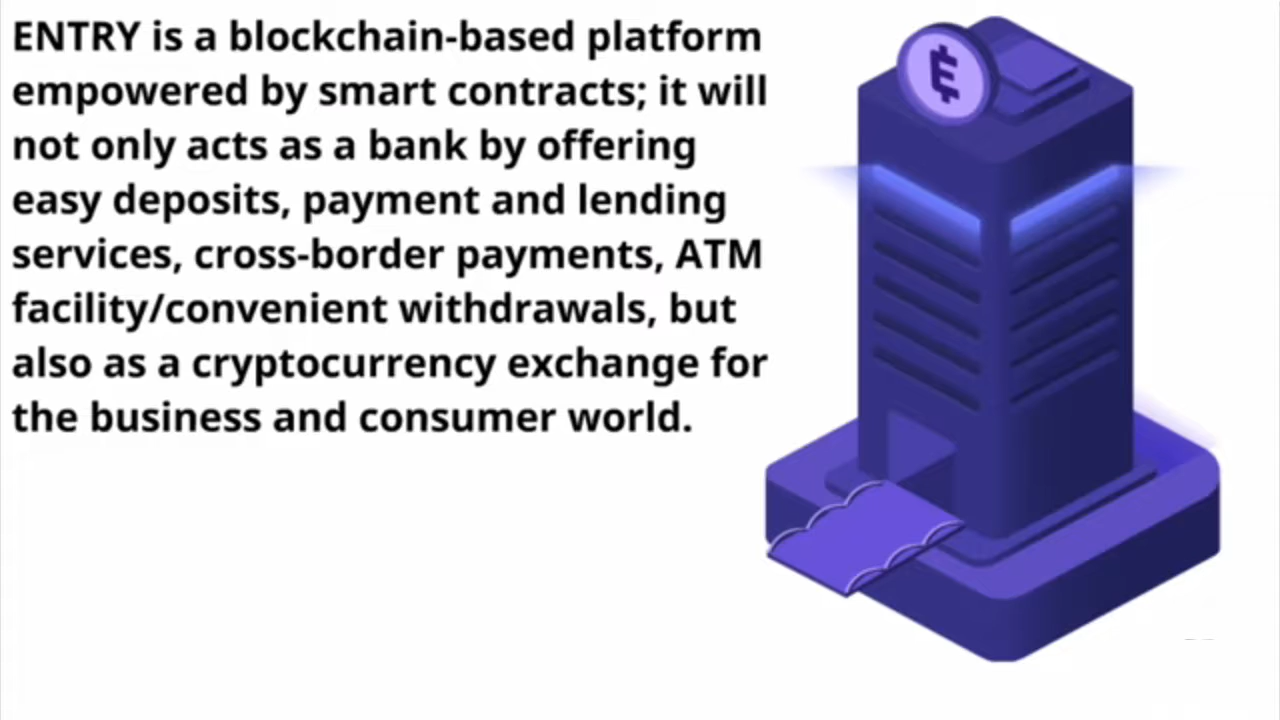 ENTRY is a blockchain-based platform
empowered by smart contracts; it will
not only acts as a bank by offering
easy deposits, payment and lending
services, cross-border payments, ATM
facility/convenient withdrawals, but
also as a cryptocurrency exchange for
the business and consumer world.